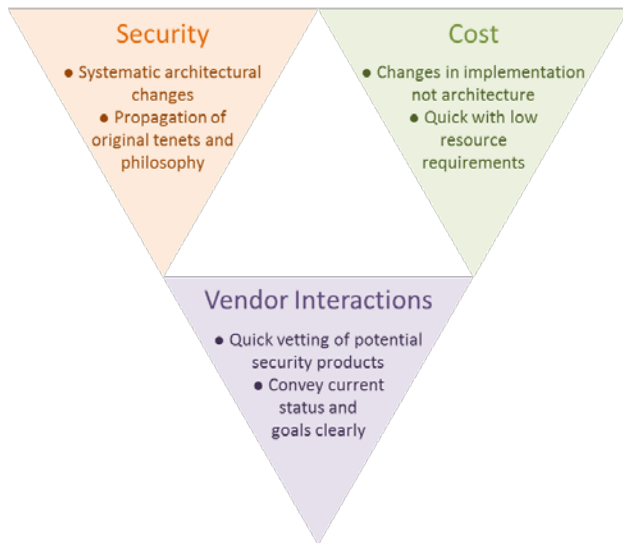 Security
● Systematic architectural
changes
● Propagation of
original tenets and
philosophy
Cost
● Changes in implementation
not architecture
● Quick with low
resource
requirements
Vendor Interactions
● Quick vetting of potential
security products
● Convey current
status and
goals clearly